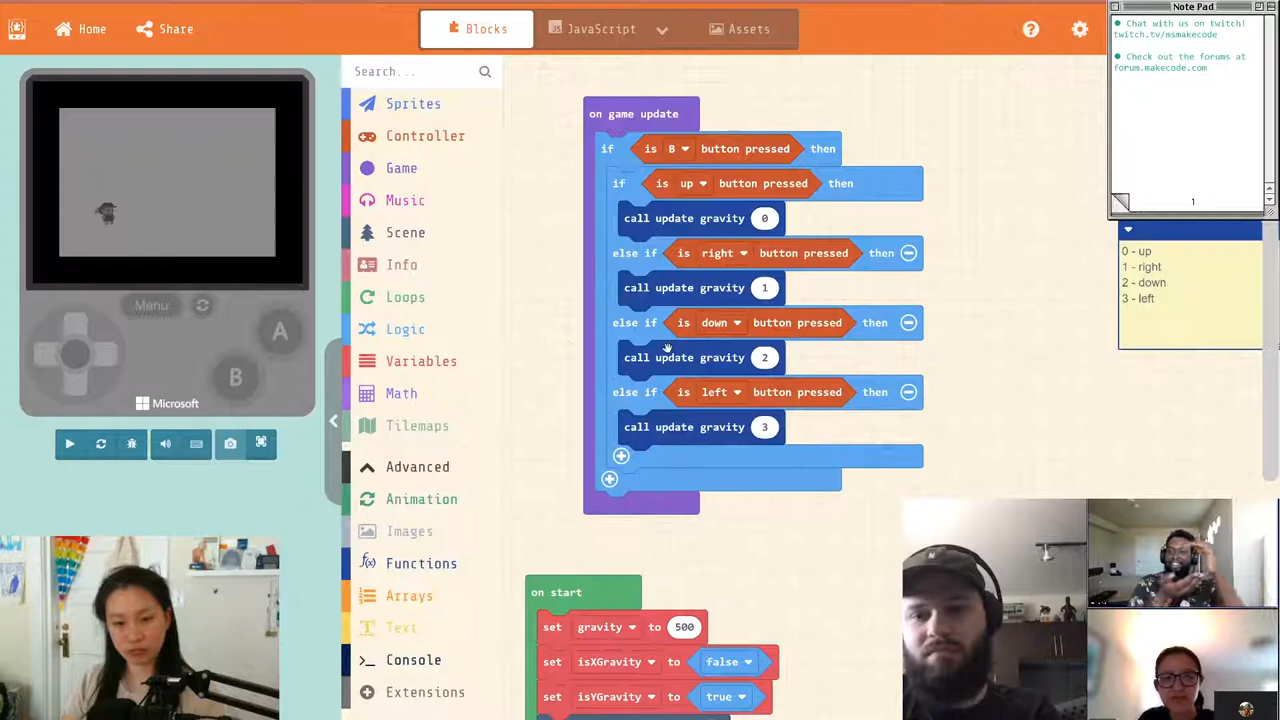 Home
Share
Blocks
JavaScript
Assets
Note Pad
Chat with us on twitch!
twitch.tv/msmakecode
Check out the forums at
forum.makecode.com
1
0 - up
1 - right
2 - down
3 - left
Menu
A
B
Microsoft
Search...
Sprites
Controller
Game
Music
Scene
Info
Loops
Logic
Variables
Math
Tilemaps
Advanced
Animation
Images
Functions
Arrays
Text
Console
Extensions
on game update
if is B button pressed then
if is up button pressed then
call update gravity 0
else if is right button pressed then
call update gravity 1
else if is down button pressed then
call update gravity 2
else if is left button pressed then
call update gravity 3
on start
set gravity to 500
set isXGravity to false
set isYGravity to true